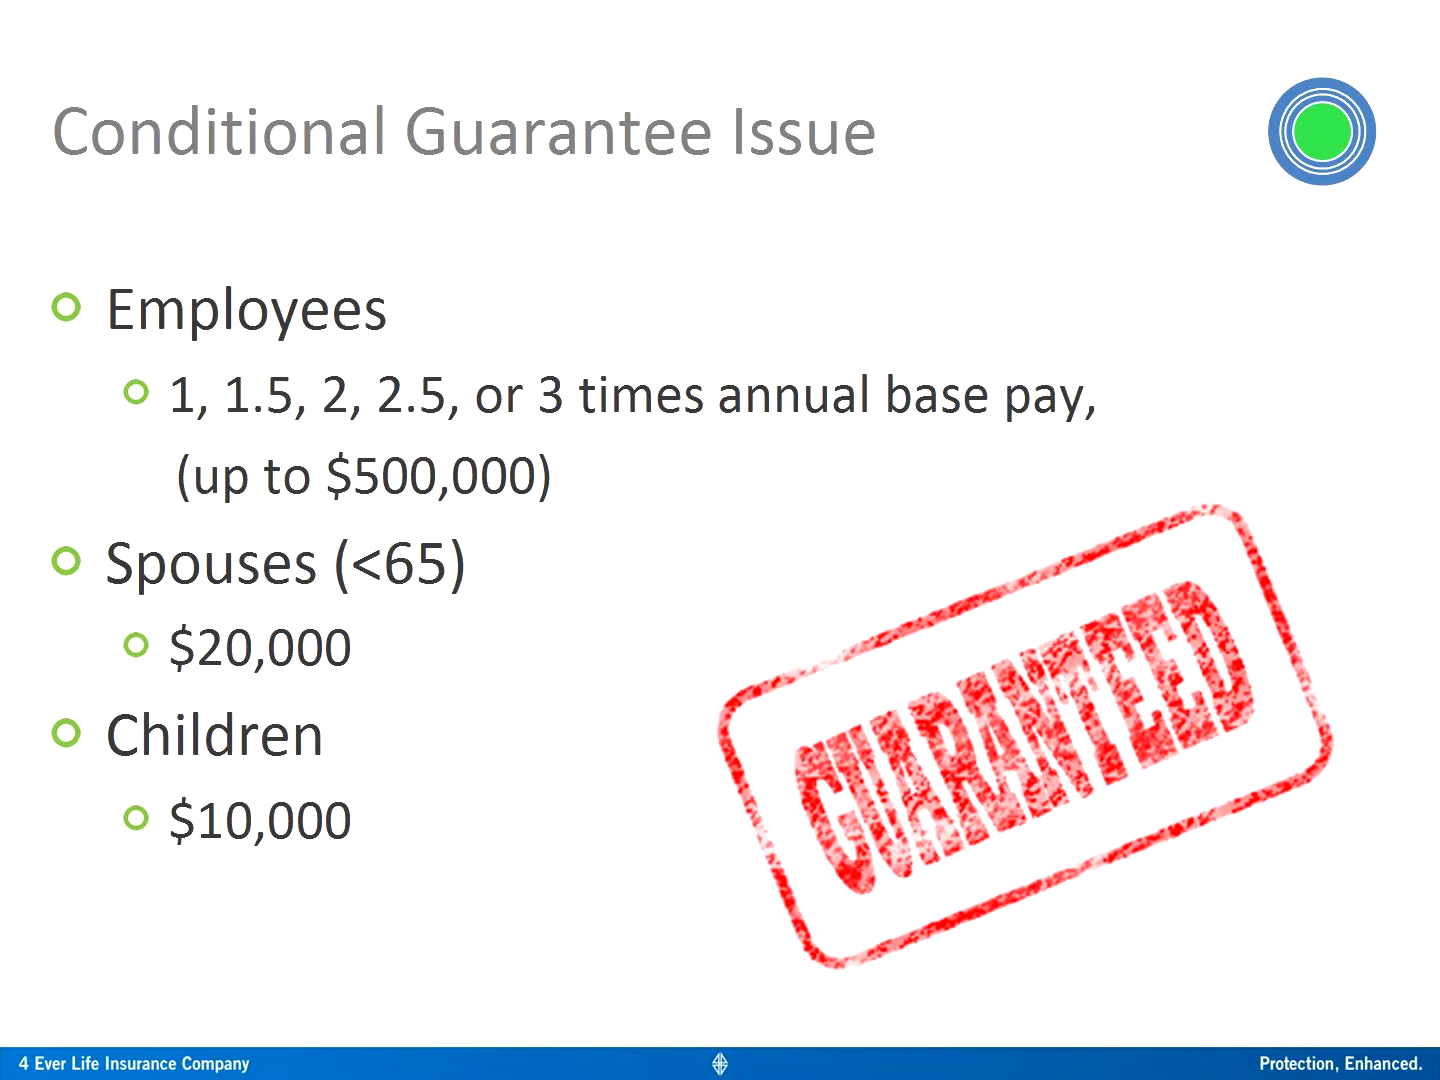 Conditional Guarantee Issue
Employees
1, 1.5, 2, 2.5, or 3 times annual base pay,
(up to $500,000)
Spouses (<65)
$20,000
Children
$10,000
GUARANTEED
4 Ever Life Insurance Company
Protection, Enhanced.